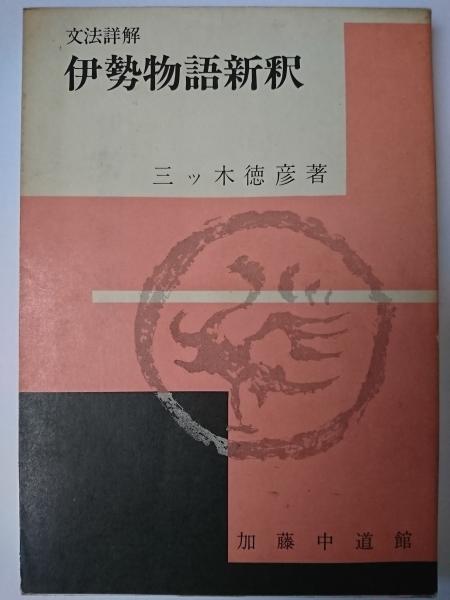 文法詳解
伊勢物語新釈
三ッ木徳彦著
加藤中道館